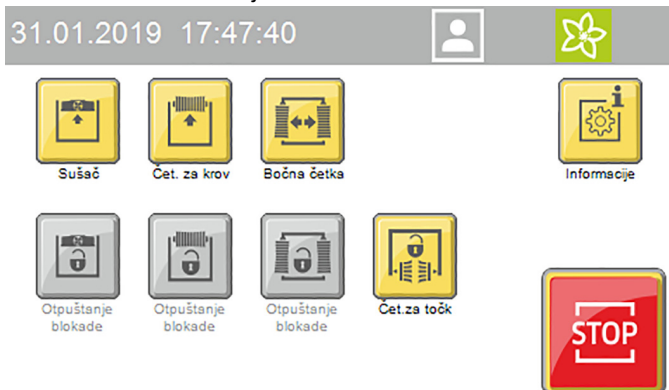 31.01.2019 17:47:40
Sušač
Čet. za krov
Bočna četka
Informacije
Otpuštanje
blokade
Otpuštanje
blokade
Otpuštanje
blokade
Čet.za točk
STOP